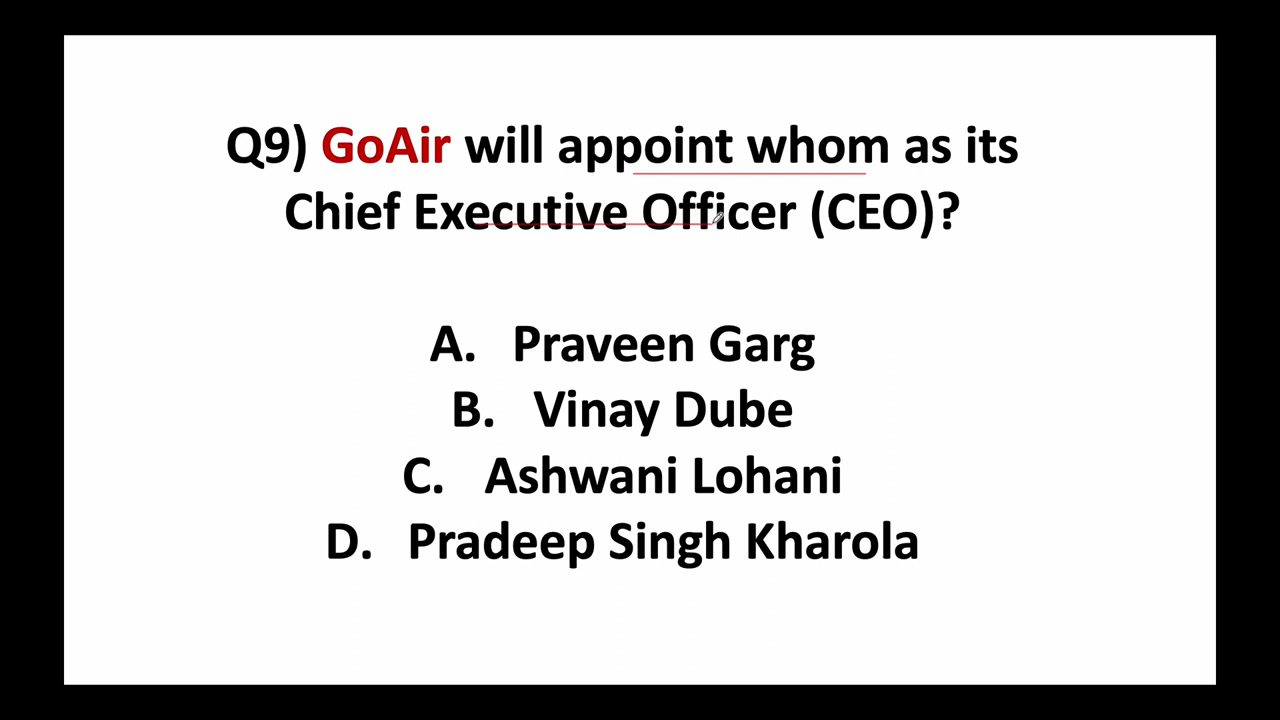 Q9) GoAir will appoint whom as its
Chief Executive Officer (CEO)?
A. Praveen Garg
B. Vinay Dube
C. Ashwani Lohani
D. Pradeep Singh Kharola